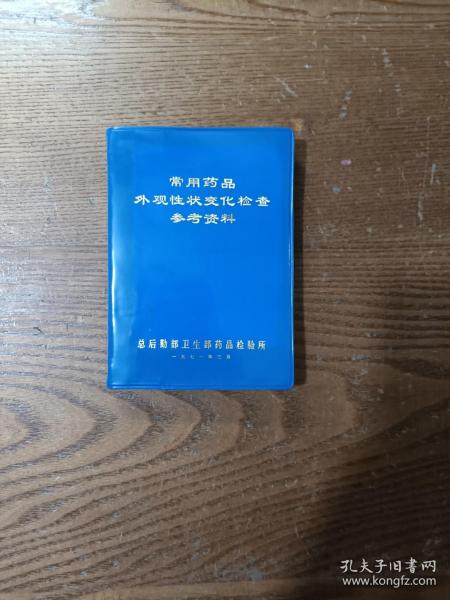 常用药品
外观性状变化检查
参考资料
总后勤部卫生部药品检验所
一九七一年三月
孔夫子旧书网
www.kongfz.com